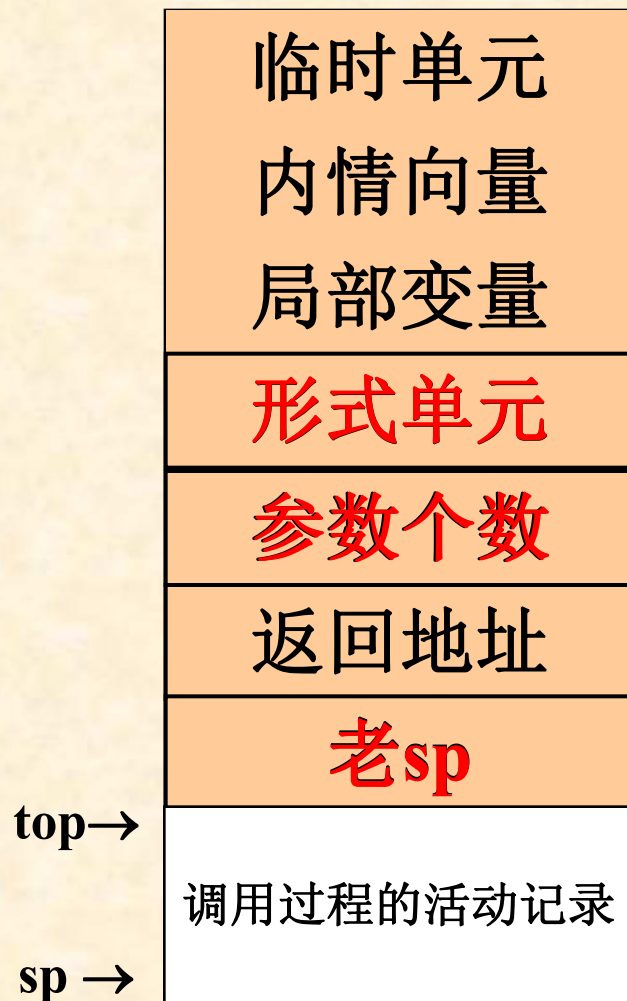 临时单元
内情向量
局部变量
形式单元
参数个数
返回地址
老sp
top→
调用过程的活动记录
sp→